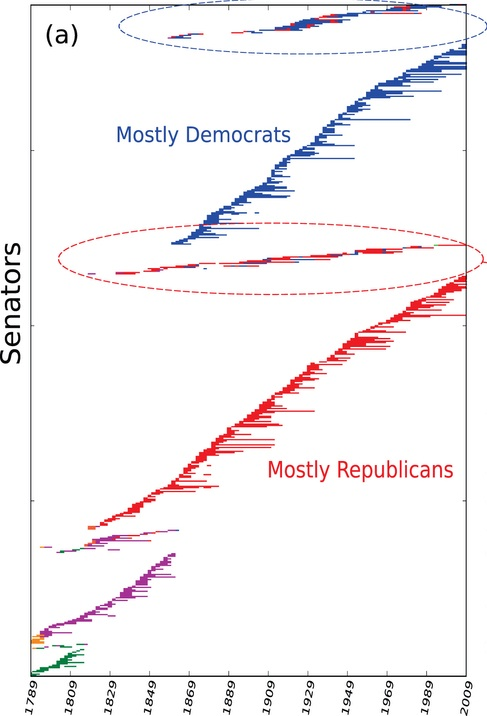 (a)
Mostly Democrats
Senators
Mostly Republicans
1789 1809 1829 1849 1869 1889 1909 1929 1949 1969 1989 2009